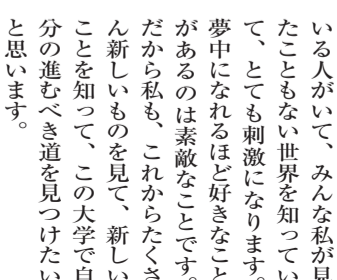 いる人がいて、みんな私が見
たこともない世界を知ってい
て、とても刺激になります。
夢中になれるほど好きなこと
があるのは素敵なことです。
だから私も、これからたくさ
ん新しいものを見て、新しい
ことを知って、この大学で自
分の進むべき道を見つけたい
と思います。